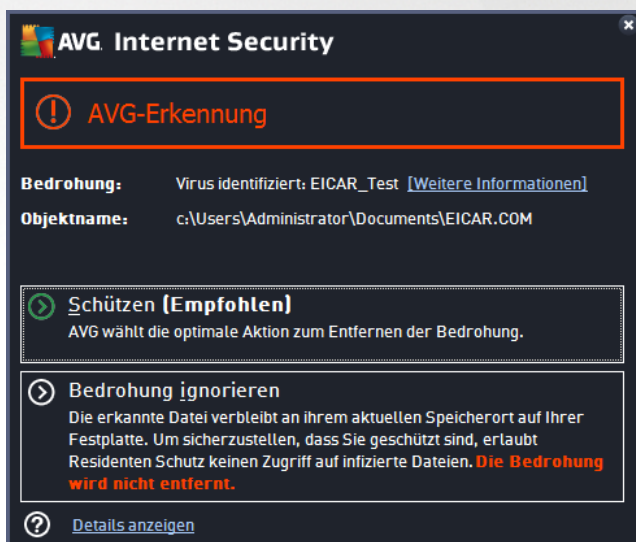 AVG. Internet Security
AVG-Erkennung
Bedrohung: Virus identifiziert: EICAR_Test [Weitere Informationen]
Objektname: c:\Users\Administrator\Documents\EICAR.COM
Schützen (Empfohlen)
AVG wählt die optimale Aktion zum Entfernen der Bedrohung.
Bedrohung ignorieren
Die erkannte Datei verbleibt an ihrem aktuellen Speicherort auf Ihrer
Festplatte. Um sicherzustellen, dass Sie geschützt sind, erlaubt
Residenten Schutz keinen Zugriff auf infizierte Dateien. Die Bedrohung
wird nicht entfernt.
Details anzeigen